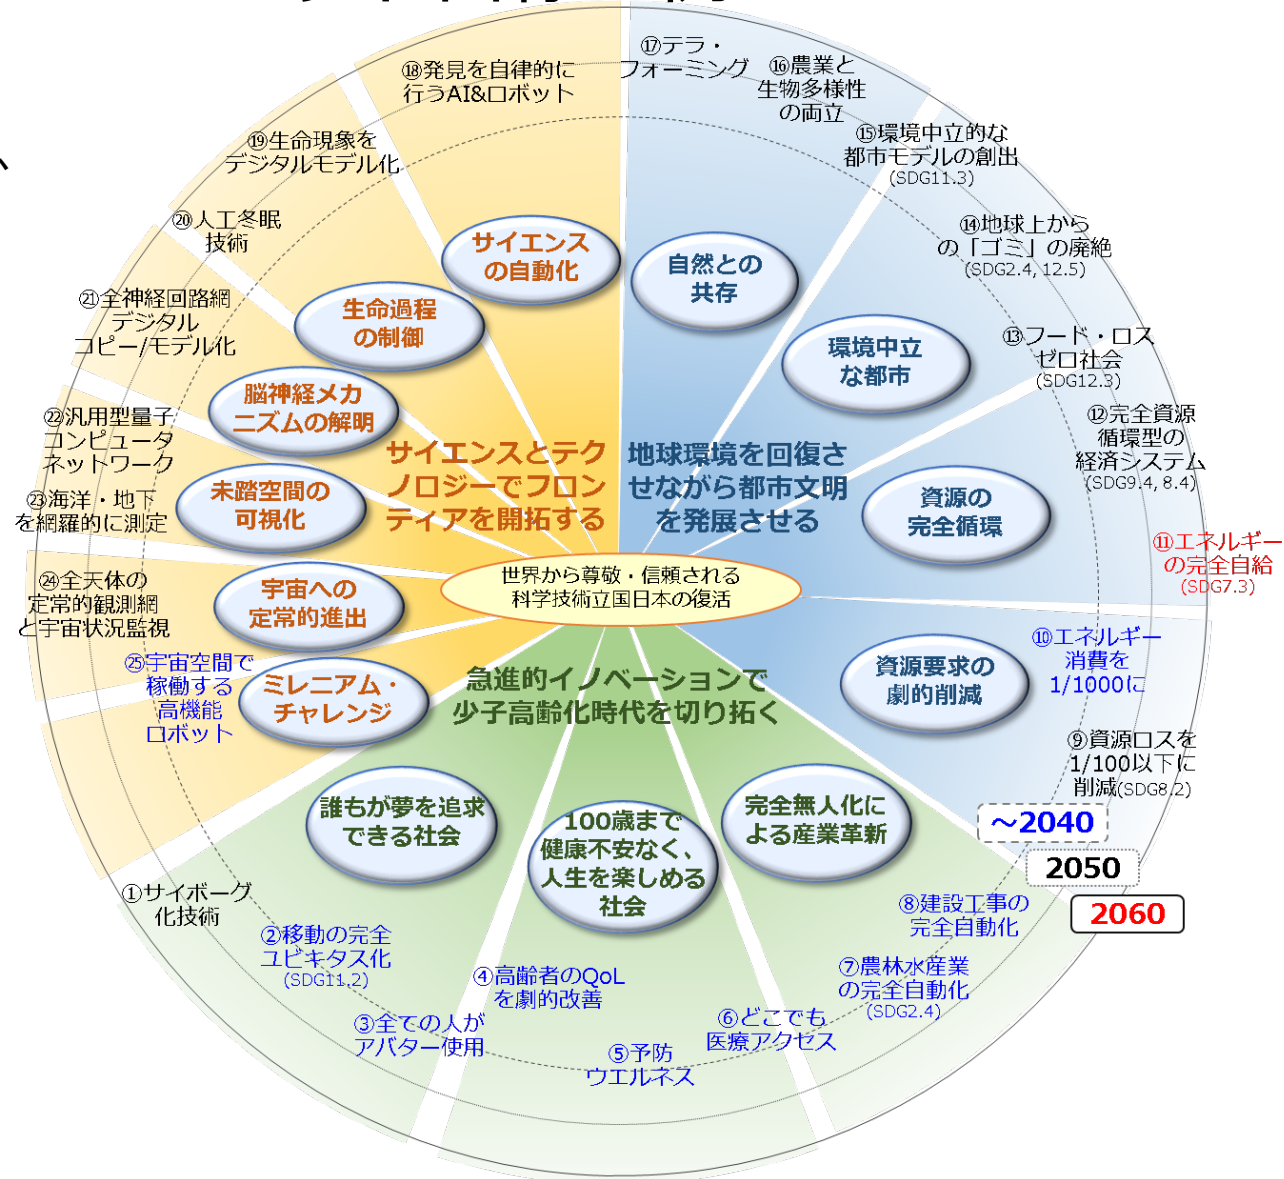 ⑱発見を自律的に
行うAI&ロボット
⑰テラ・
フォーミング
⑯農業と
生物多様性
の両立
⑮環境中立的な
都市モデルの創出
(SDG11.3)
⑭地球上から
の「ゴミ」の廃絶
(SDG2.4, 12.5)
⑬フード・ロス
ゼロ社会
(SDG12.3)
⑫完全資源
循環型の
経済システム
(SDG9.4, 8.4)
⑪エネルギー
の完全自給
(SDG7.3)
⑩エネルギー
消費を
1/1000に
⑨資源ロスを
1/100以下に
削減(SDG8.2)
～2040
2050
2060
⑧建設工事の
完全自動化
⑦農林水産業
の完全自動化
(SDG2.4)
⑥どこでも
医療アクセス
⑤予防
ウエルネス
④高齢者のQoL
を劇的改善
③全ての人が
アバター使用
②移動の完全
ユビキタス化
(SDG11.2)
①サイボーグ
化技術
㉕宇宙空間で
稼働する
高機能
ロボット
㉔全天体の
定常的観測網
と宇宙状況監視
㉓海洋・地下
を網羅的に測定
㉒汎用型量子
コンピュータ
ネットワーク
㉑全神経回路網
デジタル
コピー/モデル化
⑳人工冬眠
技術
⑲生命現象を
デジタルモデル化
サイエンス
の自動化
生命過程
の制御
脳神経メカ
ニズムの解明
未踏空間の
可視化
宇宙への
定常的進出
ミレニアム・
チャレンジ
自然との
共存
環境中立
な都市
資源の
完全循環
資源要求の
劇的削減
誰もが夢を追求
できる社会
100歳まで
健康不安なく、
人生を楽しめる
社会
完全無人化に
よる産業革新
サイエンスとテク
ノロジーでフロン
ティアを開拓する
地球環境を回復さ
せながら都市文明
を発展させる
世界から尊敬・信頼される
科学技術立国日本の復活
急進的イノベーションで
少子高齢化時代を切り拓く